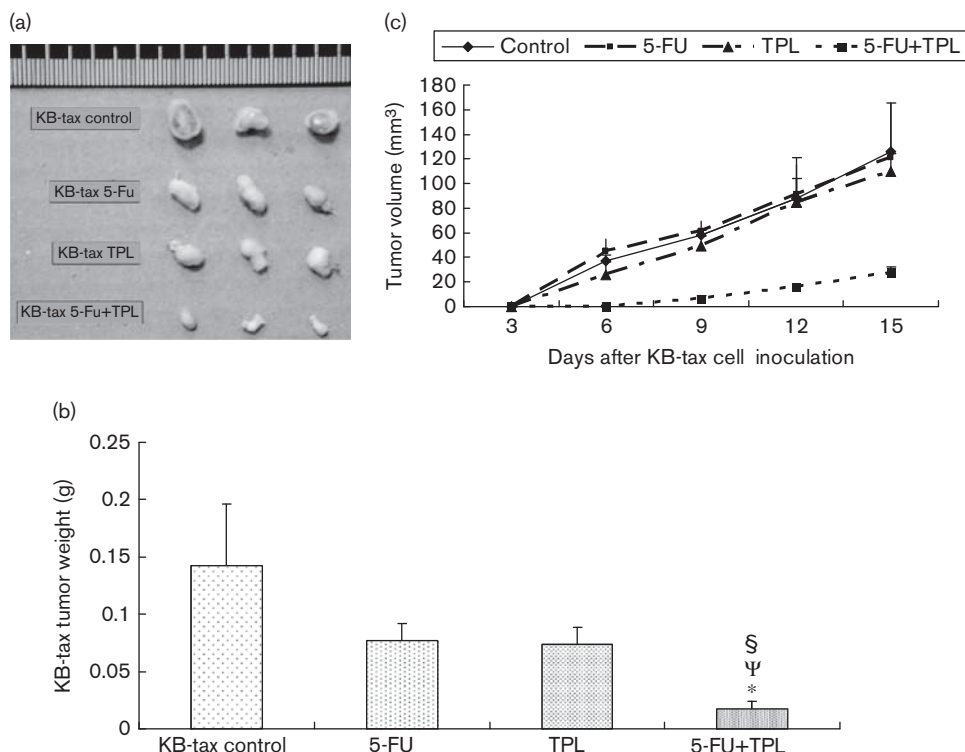 (a)
KB-tax control
KB-tax 5-Fu
KB-tax TPL
KB-tax 5-Fu+TPL
(c)
Control 5-FU TPL 5-FU+TPL
Tumor volume (mm³)
180
160
140
120
100
80
60
40
20
0
3 6 9 12 15
Days after KB-tax cell inoculation
(b)
KB-tax tumor weight (g)
0.25
0.2
0.15
0.1
0.05
0
§
Ψ
*
KB-tax control 5-FU TPL 5-FU+TPL